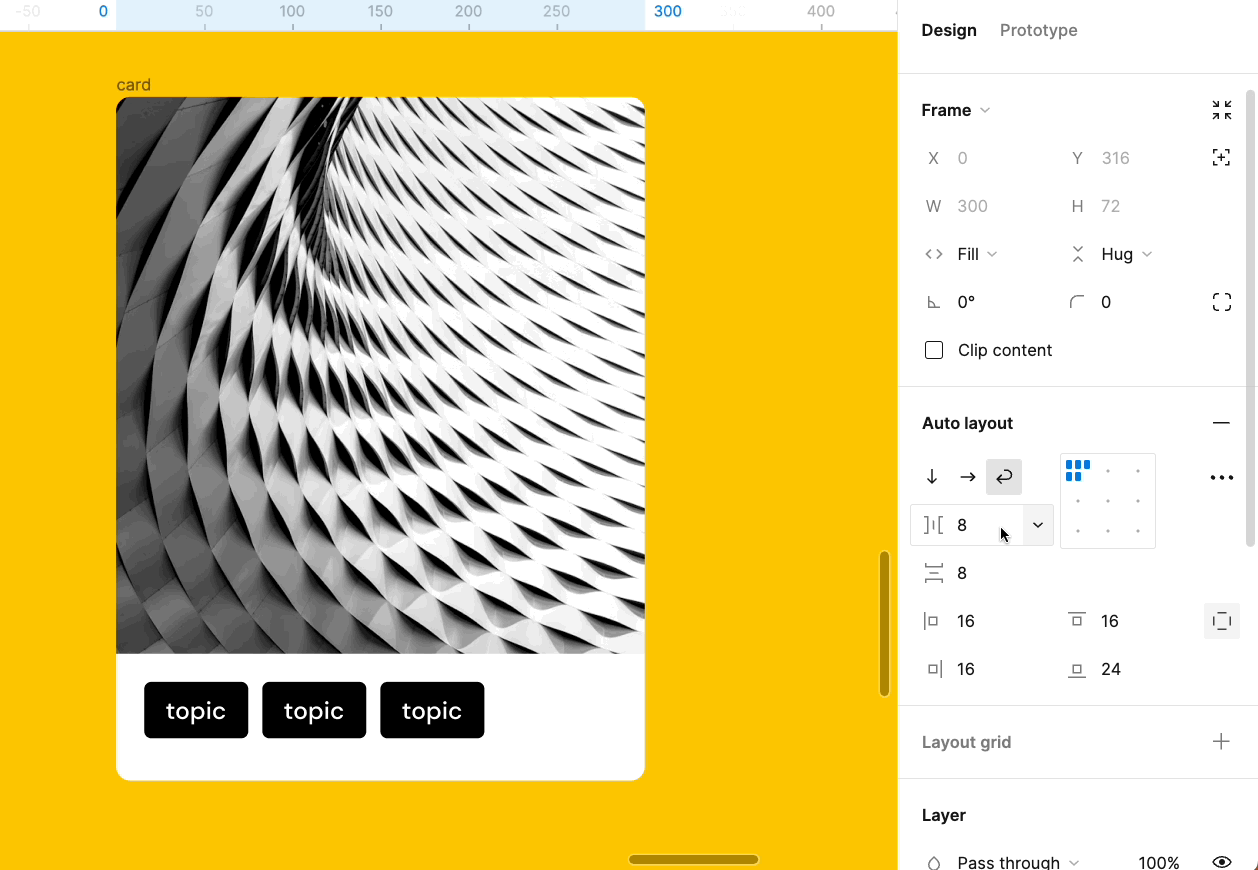 -50 0 50 100 150 200 250 300 400
Design Prototype
card
Frame
X 0 Y 316
W 300 H 72
Fill Hug
0° 0
Clip content
Auto layout
8
8
16 16
16 24
topic topic topic
Layout grid
Layer
Pass through 100%